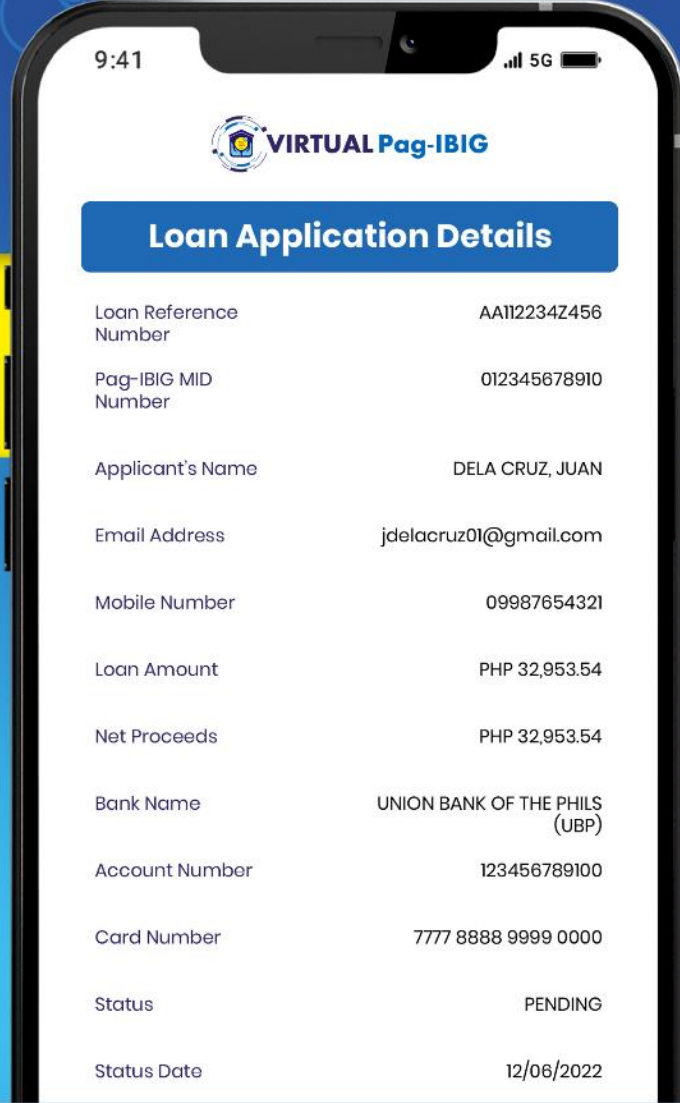 9:41
5G
VIRTUAL Pag-IBIG
Loan Application Details
Loan Reference
Number
AA112234Z456
Pag-IBIG MID
Number
012345678910
Applicant's Name
DELA CRUZ, JUAN
Email Address
jdelacruz01@gmail.com
Mobile Number
09987654321
Loan Amount
PHP 32,953.54
Net Proceeds
PHP 32,953.54
Bank Name
UNION BANK OF THE PHILS
(UBP)
Account Number
123456789100
Card Number
7777 8888 9999 0000
Status
PENDING
Status Date
12/06/2022